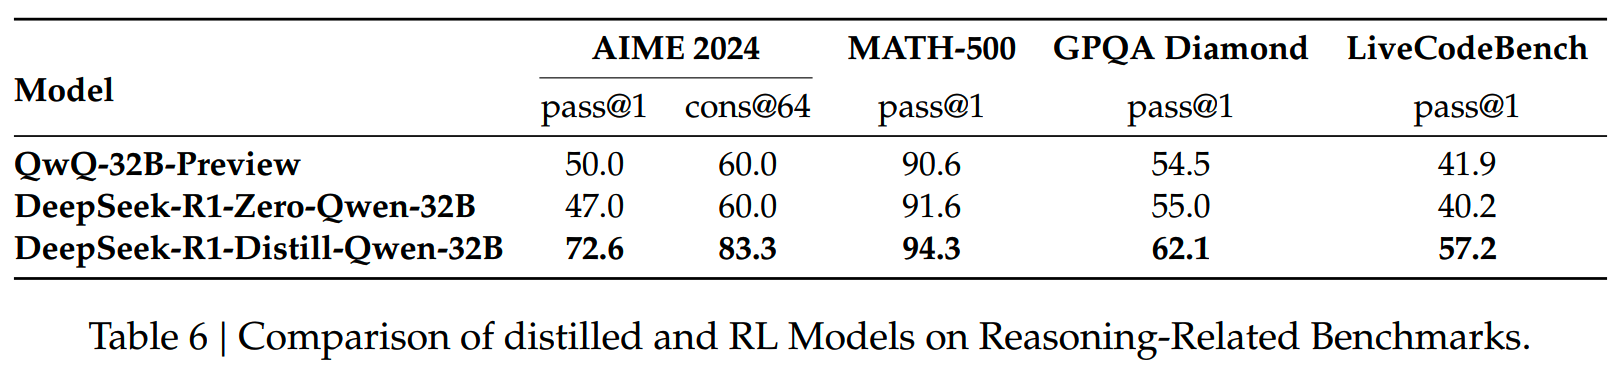 AIME 2024 MATH-500 GPQA Diamond LiveCodeBench
Model
pass@1 cons@64 pass@1 pass@1 pass@1
QwQ-32B-Preview 50.0 60.0 90.6 54.5 41.9
DeepSeek-R1-Zero-Qwen-32B 47.0 60.0 91.6 55.0 40.2
DeepSeek-R1-Distill-Qwen-32B 72.6 83.3 94.3 62.1 57.2
Table 6 | Comparison of distilled and RL Models on Reasoning-Related Benchmarks.